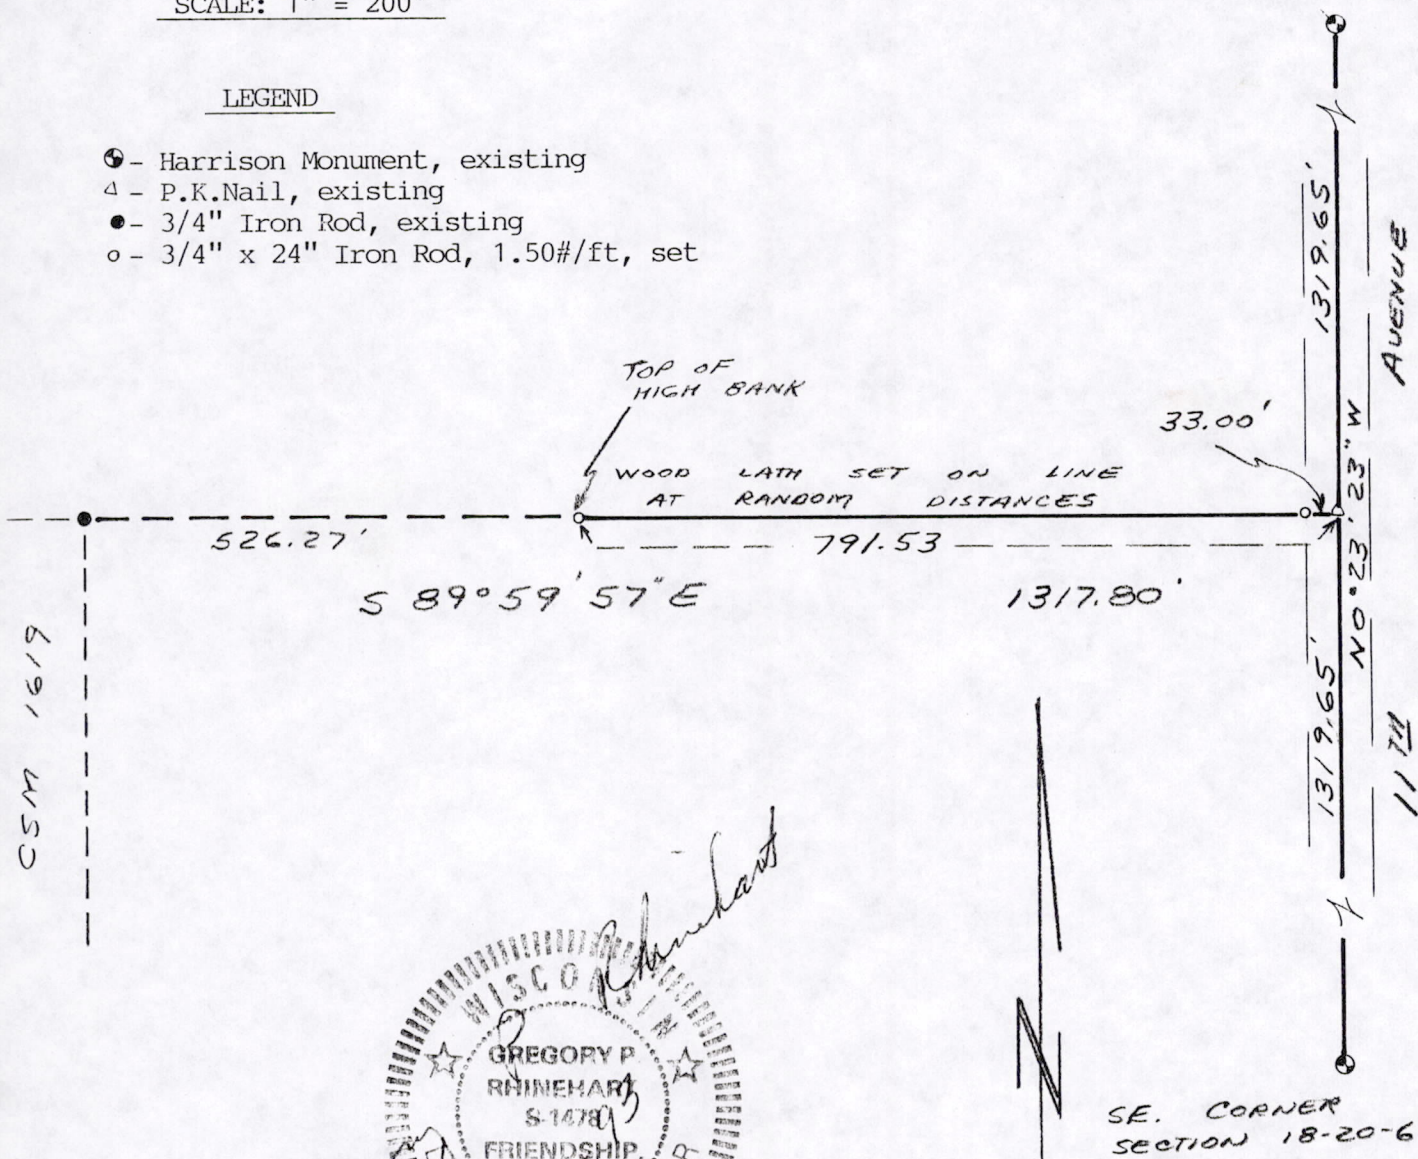 SCALE: 1" = 200'
LEGEND
Harrison Monument, existing
P.K.Nail, existing
3/4" Iron Rod, existing
3/4" x 24" Iron Rod, 1.50#/ft, set
1319.65'
AVENUE
TOP OF
HIGH BANK
33.00'
WOOD LATH SET ON LINE
AT RANDOM DISTANCES
526.27'
791.53
N0°23'23"W
S 89°59'57"E
1317.80'
CSM 1619
1319.65'
11TH
Rhinehart
WISCONSIN
GREGORY P.
RHINEHART
S-1478
93
FRIENDSHIP,
N
SE. CORNER
SECTION 18-20-6